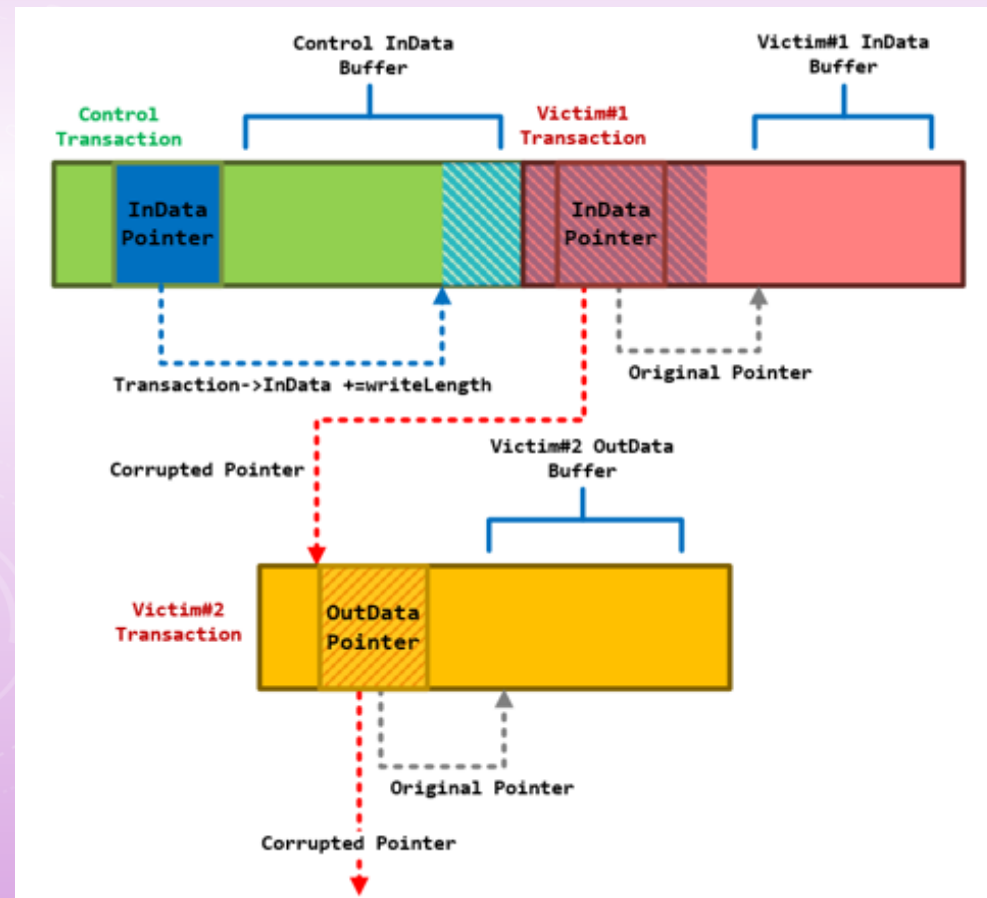 Control InData
Buffer
Victim#1 InData
Buffer
Control
Transaction
Victim#1
Transaction
InData
Pointer
InData
Pointer
Transaction->InData +=writeLength
Original Pointer
Corrupted Pointer
Victim#2 OutData
Buffer
Victim#2
Transaction
OutData
Pointer
Original Pointer
Corrupted Pointer